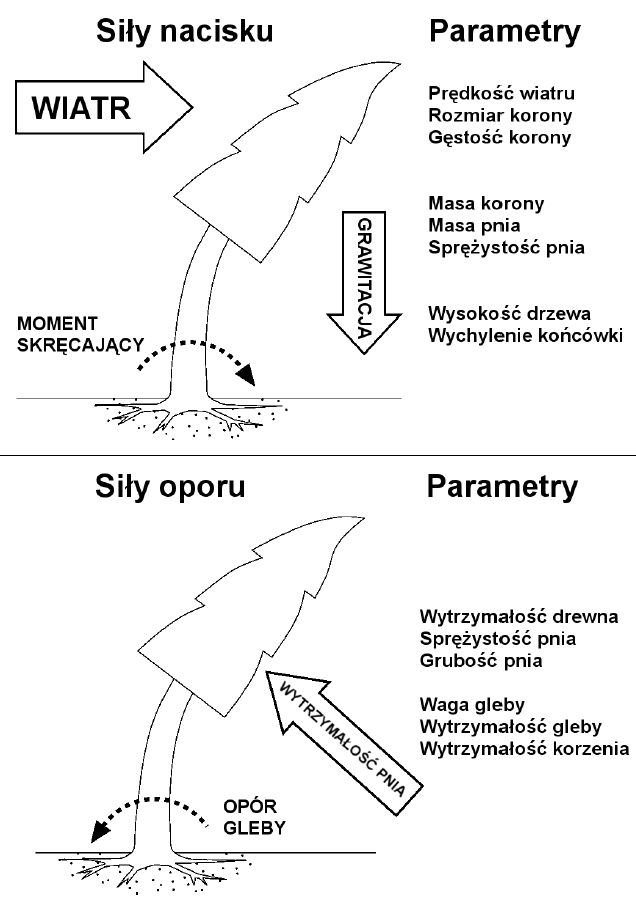 Siły nacisku
Parametry
WIATR
Prędkość wiatru
Rozmiar korony
Gęstość korony
Masa korony
Masa pnia
Sprężystość pnia
GRAWITACJA
Wysokość drzewa
Wychylenie końcówki
MOMENT
SKRĘCAJĄCY
Siły oporu
Parametry
Wytrzymałość drewna
Sprężystość pnia
Grubość pnia
Waga gleby
Wytrzymałość gleby
Wytrzymałość korzenia
WYTRZYMAŁOŚĆ PNIA
OPÓR
GLEBY